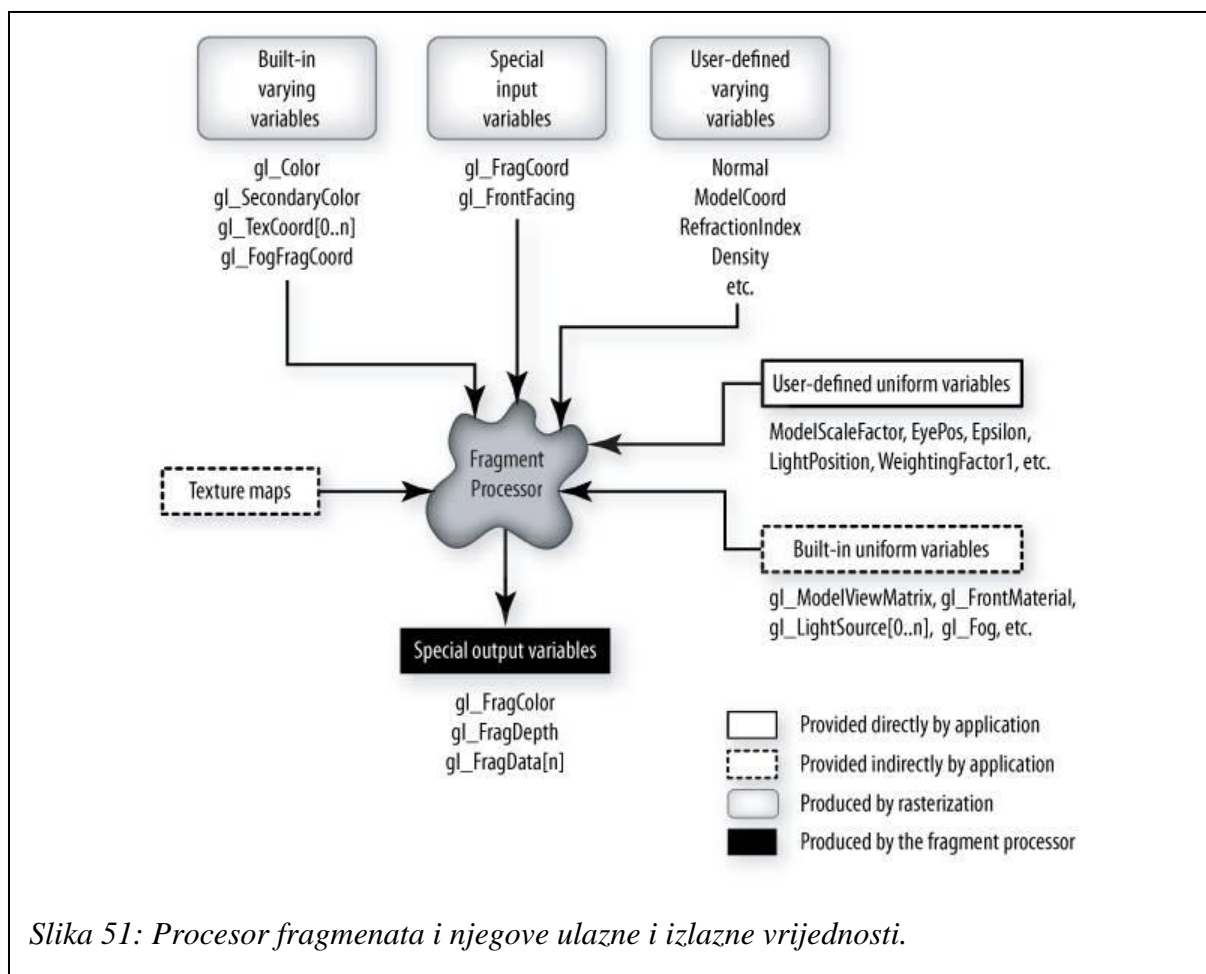 Built-in
varying
variables
Special
input
variables
User-defined
varying
variables
gl_Color
gl_SecondaryColor
gl_TexCoord[0..n]
gl_FogFragCoord
gl_FragCoord
gl_FrontFacing
Normal
ModelCoord
RefractionIndex
Density
etc.
User-defined uniform variables
ModelScaleFactor, EyePos, Epsilon,
LightPosition, WeightingFactor1, etc.
Fragment
Processor
Texture maps
Built-in uniform variables
gl_ModelViewMatrix, gl_FrontMaterial,
gl_LightSource[0..n], gl_Fog, etc.
Special output variables
gl_FragColor
gl_FragDepth
gl_FragData[n]
Provided directly by application
Provided indirectly by application
Produced by rasterization
Produced by the fragment processor
Slika 51: Procesor fragmenata i njegove ulazne i izlazne vrijednosti.